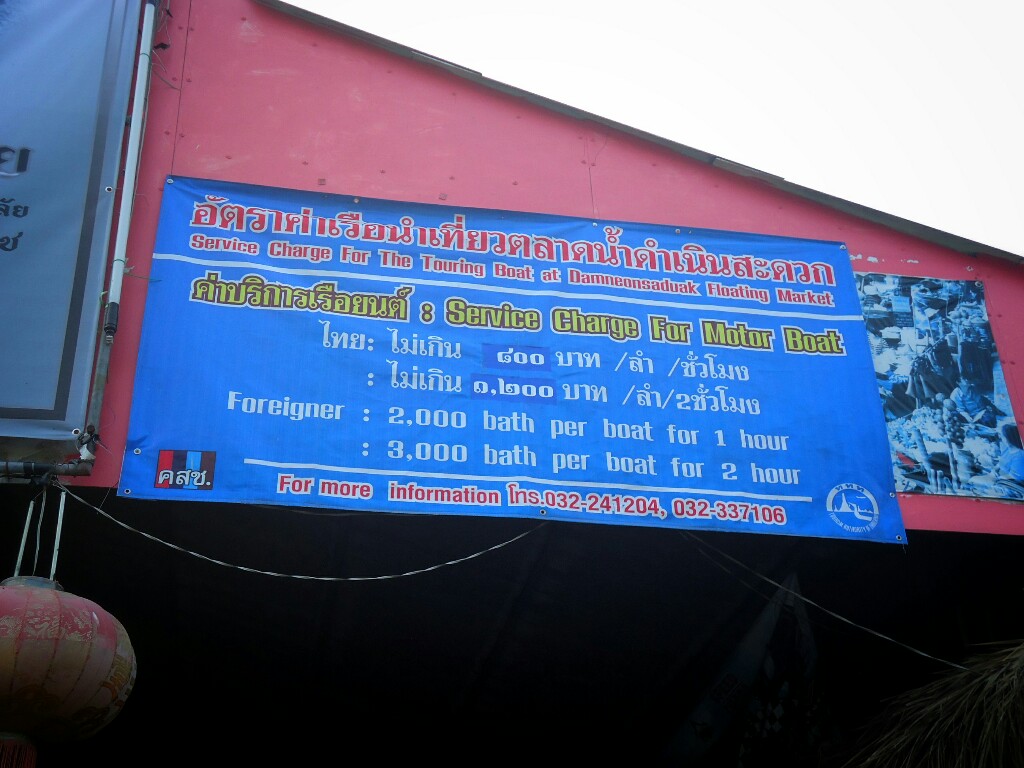 ลัย
ช
อัตราค่าเรือนำเที่ยวตลาดน้ำดำเนินสะดวก
Service Charge For The Touring Boat at Damneonsaduak Floating Market
ค่าบริการเรือยนต์ : Service Charge For Motor Boat
ไทย: ไม่เกิน ๘๐๐ บาท /ลำ /ชั่วโมง
: ไม่เกิน ๑,๒๐๐ บาท /ลำ/2ชั่วโมง
Foreigner : 2,000 bath per boat for 1 hour
: 3,000 bath per boat for 2 hour
คสช.
For more information โทร.032-241204, 032-337106
ททท